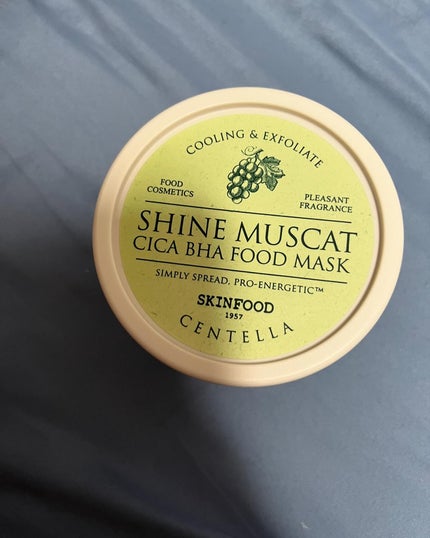 COOLING & EXFOLIATE
FOOD
COSMETICS
PLEASANT
FRAGRANCE
SHINE MUSCAT
CICA BHA FOOD MASK
SIMPLY SPREAD, PRO-ENERGETIC™
SKINFOOD
1957
CENTELLA